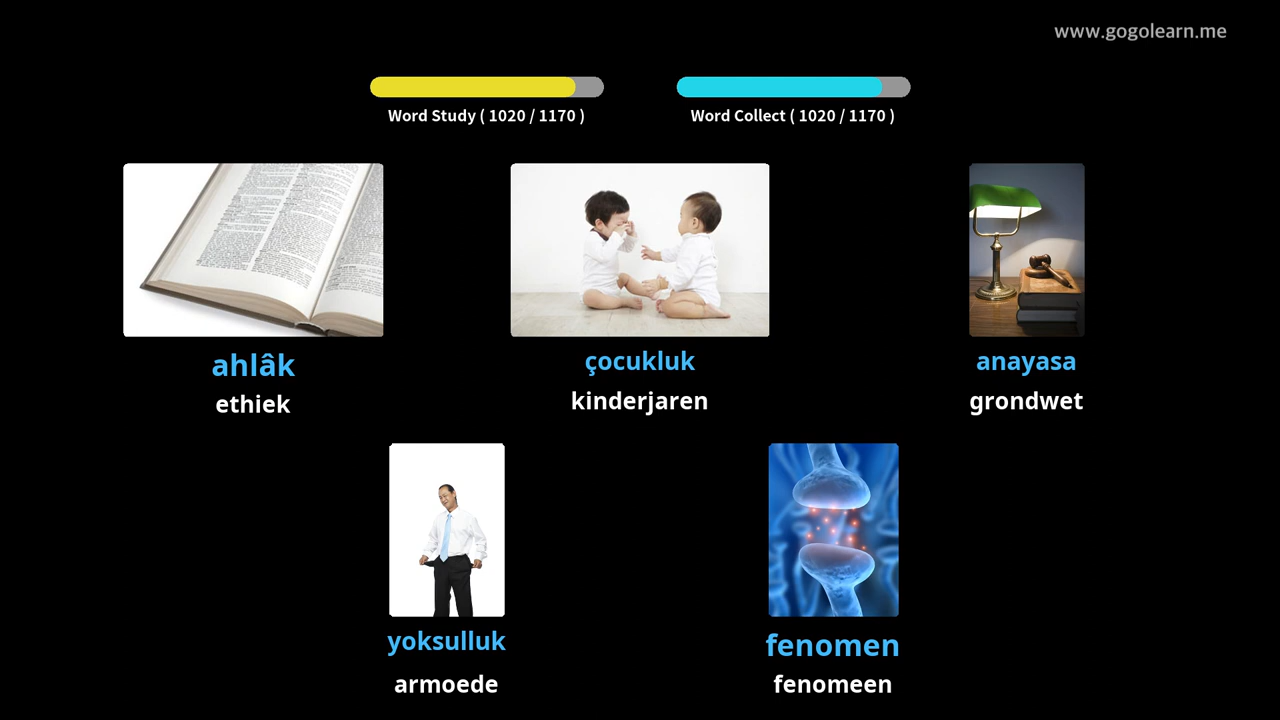 www.gogolearn.me
Word Study ( 1020 / 1170 )
Word Collect ( 1020 / 1170 )
ahlâk
ethiek
çocukluk
kinderjaren
anayasa
grondwet
yoksulluk
armoede
fenomen
fenomeen